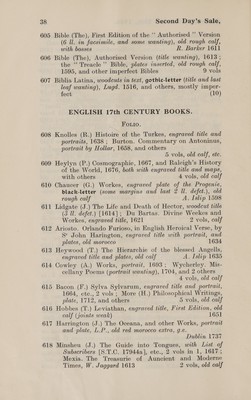 38 Second Day's Sale,
605 Bible (The), First Edition of the " Authorised " Version
(6 ll. in facsimile, and some wanting), old rough calf,
with bosses R. Barker 1611
606 Bible (The), Authorised Version (title wanting), 1613 ;
the " Treacle " Bible, plates inserted, old rough calf,
1595, and other imperfect Bibles 9 vols
607 Biblia Latina, woodcuts in text, gothic-letter (title and last
leaf wanting), Lugd. 1516, and others, mostly imper-
fect (10)
ENGLISH 17th CENTURY BOOKS.
FOLIO.
608 Knolles (R.) Historie of the Turkes, engraved title and
portraits, 1638 ; Burton. Commentary on Antoninus,
portrait by Hollar, 1658, and others
5 vols, old calf, etc.
609 Heylyn (P.) Cosmographie, 1667, and Raleigh's History
of the World, 1676, both with engraved title and maps,
with others 4 vols, old calf
610 Chaucer (G.) Workes, engraved plate of the Progenie,
black-letter (some margins and last 2 ll. defect.), old
rough calf A. Islip 1598
611 Lidgate (J.) The Life and Death of Hector, woodcut title
(3 ll. defect.) [1614] ; Du Bartas. Divine Weekes and
Workes, engraved title, 1621 2 vols, calf
612 Ariosto. Orlando Furioso, in English Heroical Verse, by
Sr John Harington, engraved title with portrait, and
plates, old morocco 1634
613 Heywood (T.) The Hierarchie of the blessed Angells,
engraved title and plates, old calf A. Islip 1635
614 Cowley (A.) Works, portrait, 1693 ; Wycherley. Mis-
cellany Poems (portrait wanting), 1704, and 2 others
4 vols, old calf
615 Bacon (F.) Sylva Sylvarum, engraved title and portrait,
1664, etc., 2 vols ; More (H.) Philosophical Writings,
plate, 1712, and others 5 vols, old calf
616 Hobbes (T.) Leviathan, engraved title, First Edition, old
calf (joints weak) 1651
617 Harrington (J.) The Oceana, and other Works, portrait
and plate, L.P., old red morocco extra, g.e.
Dublin 1737
618 Minsheu (J.) The Guide into Tongues, with List of
Subscribers [S.T.C. 17944a], etc., 2 vols in 1, 1617 ;
Mexia. The Treasurie of Auncient and Moderne
Times, W. Jaggard 1613 2 vols, old calf